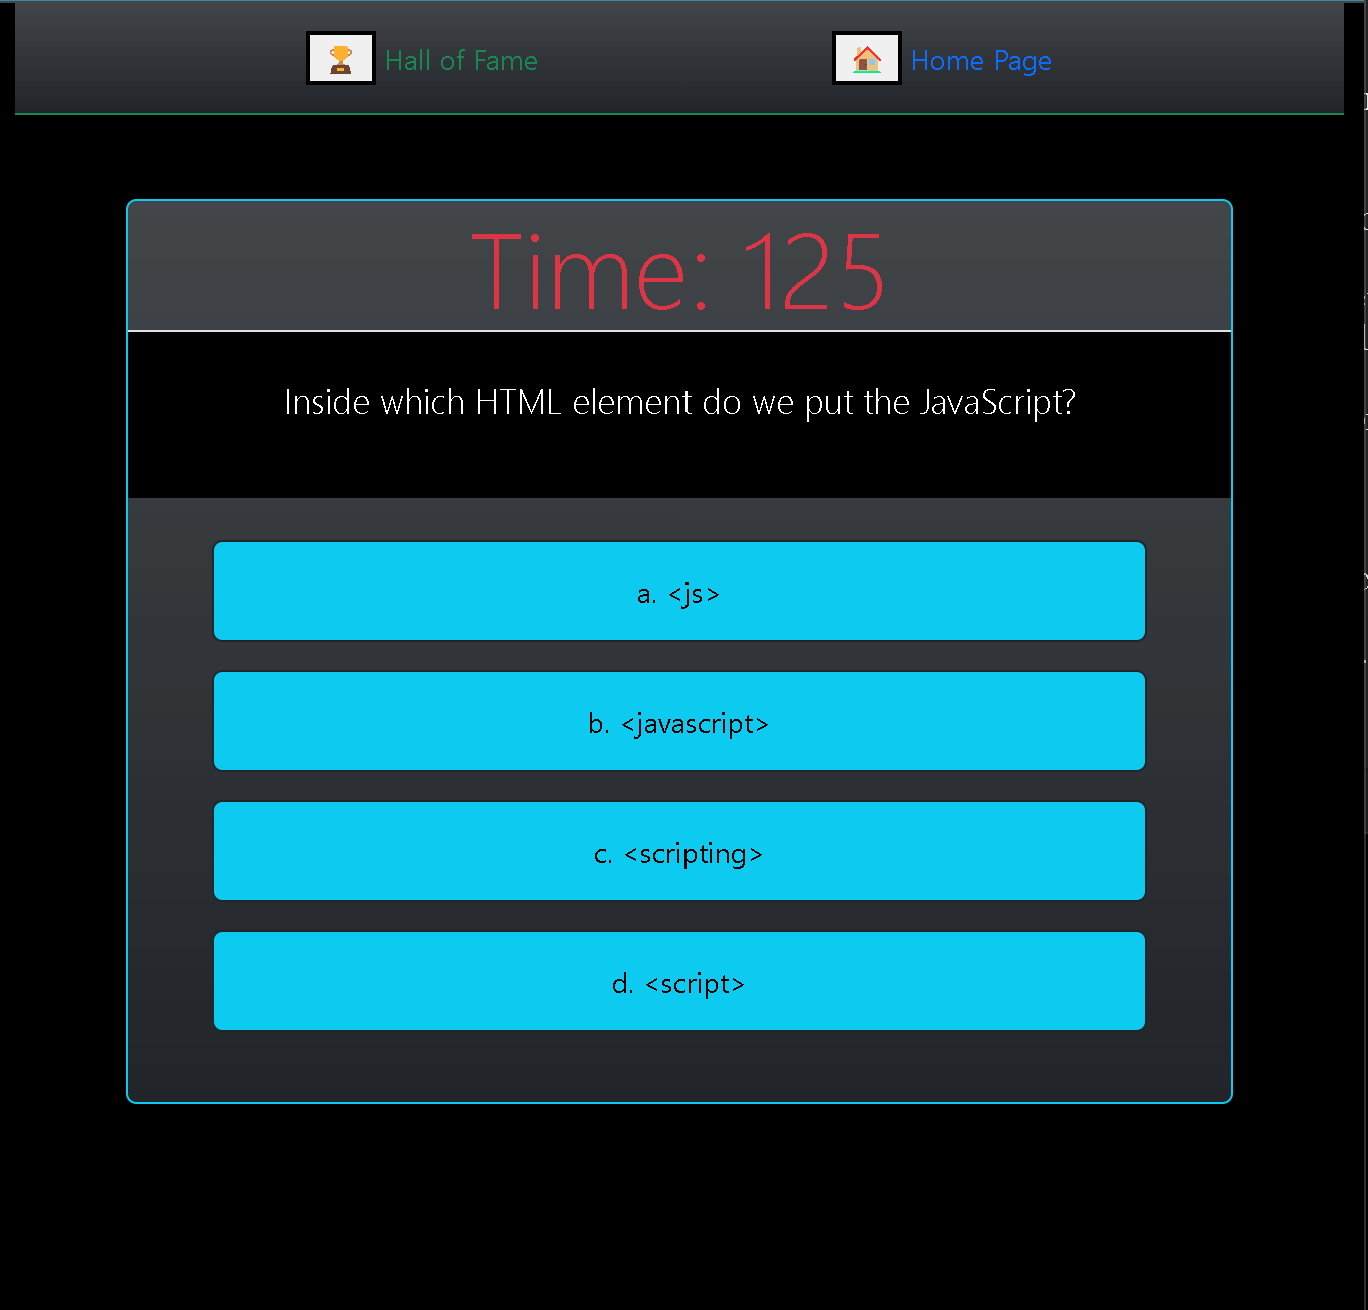 Hall of Fame
Home Page
Time: 125
Inside which HTML element do we put the JavaScript?
a. <js>
b. <javascript>
c. <scripting>
d. <script>